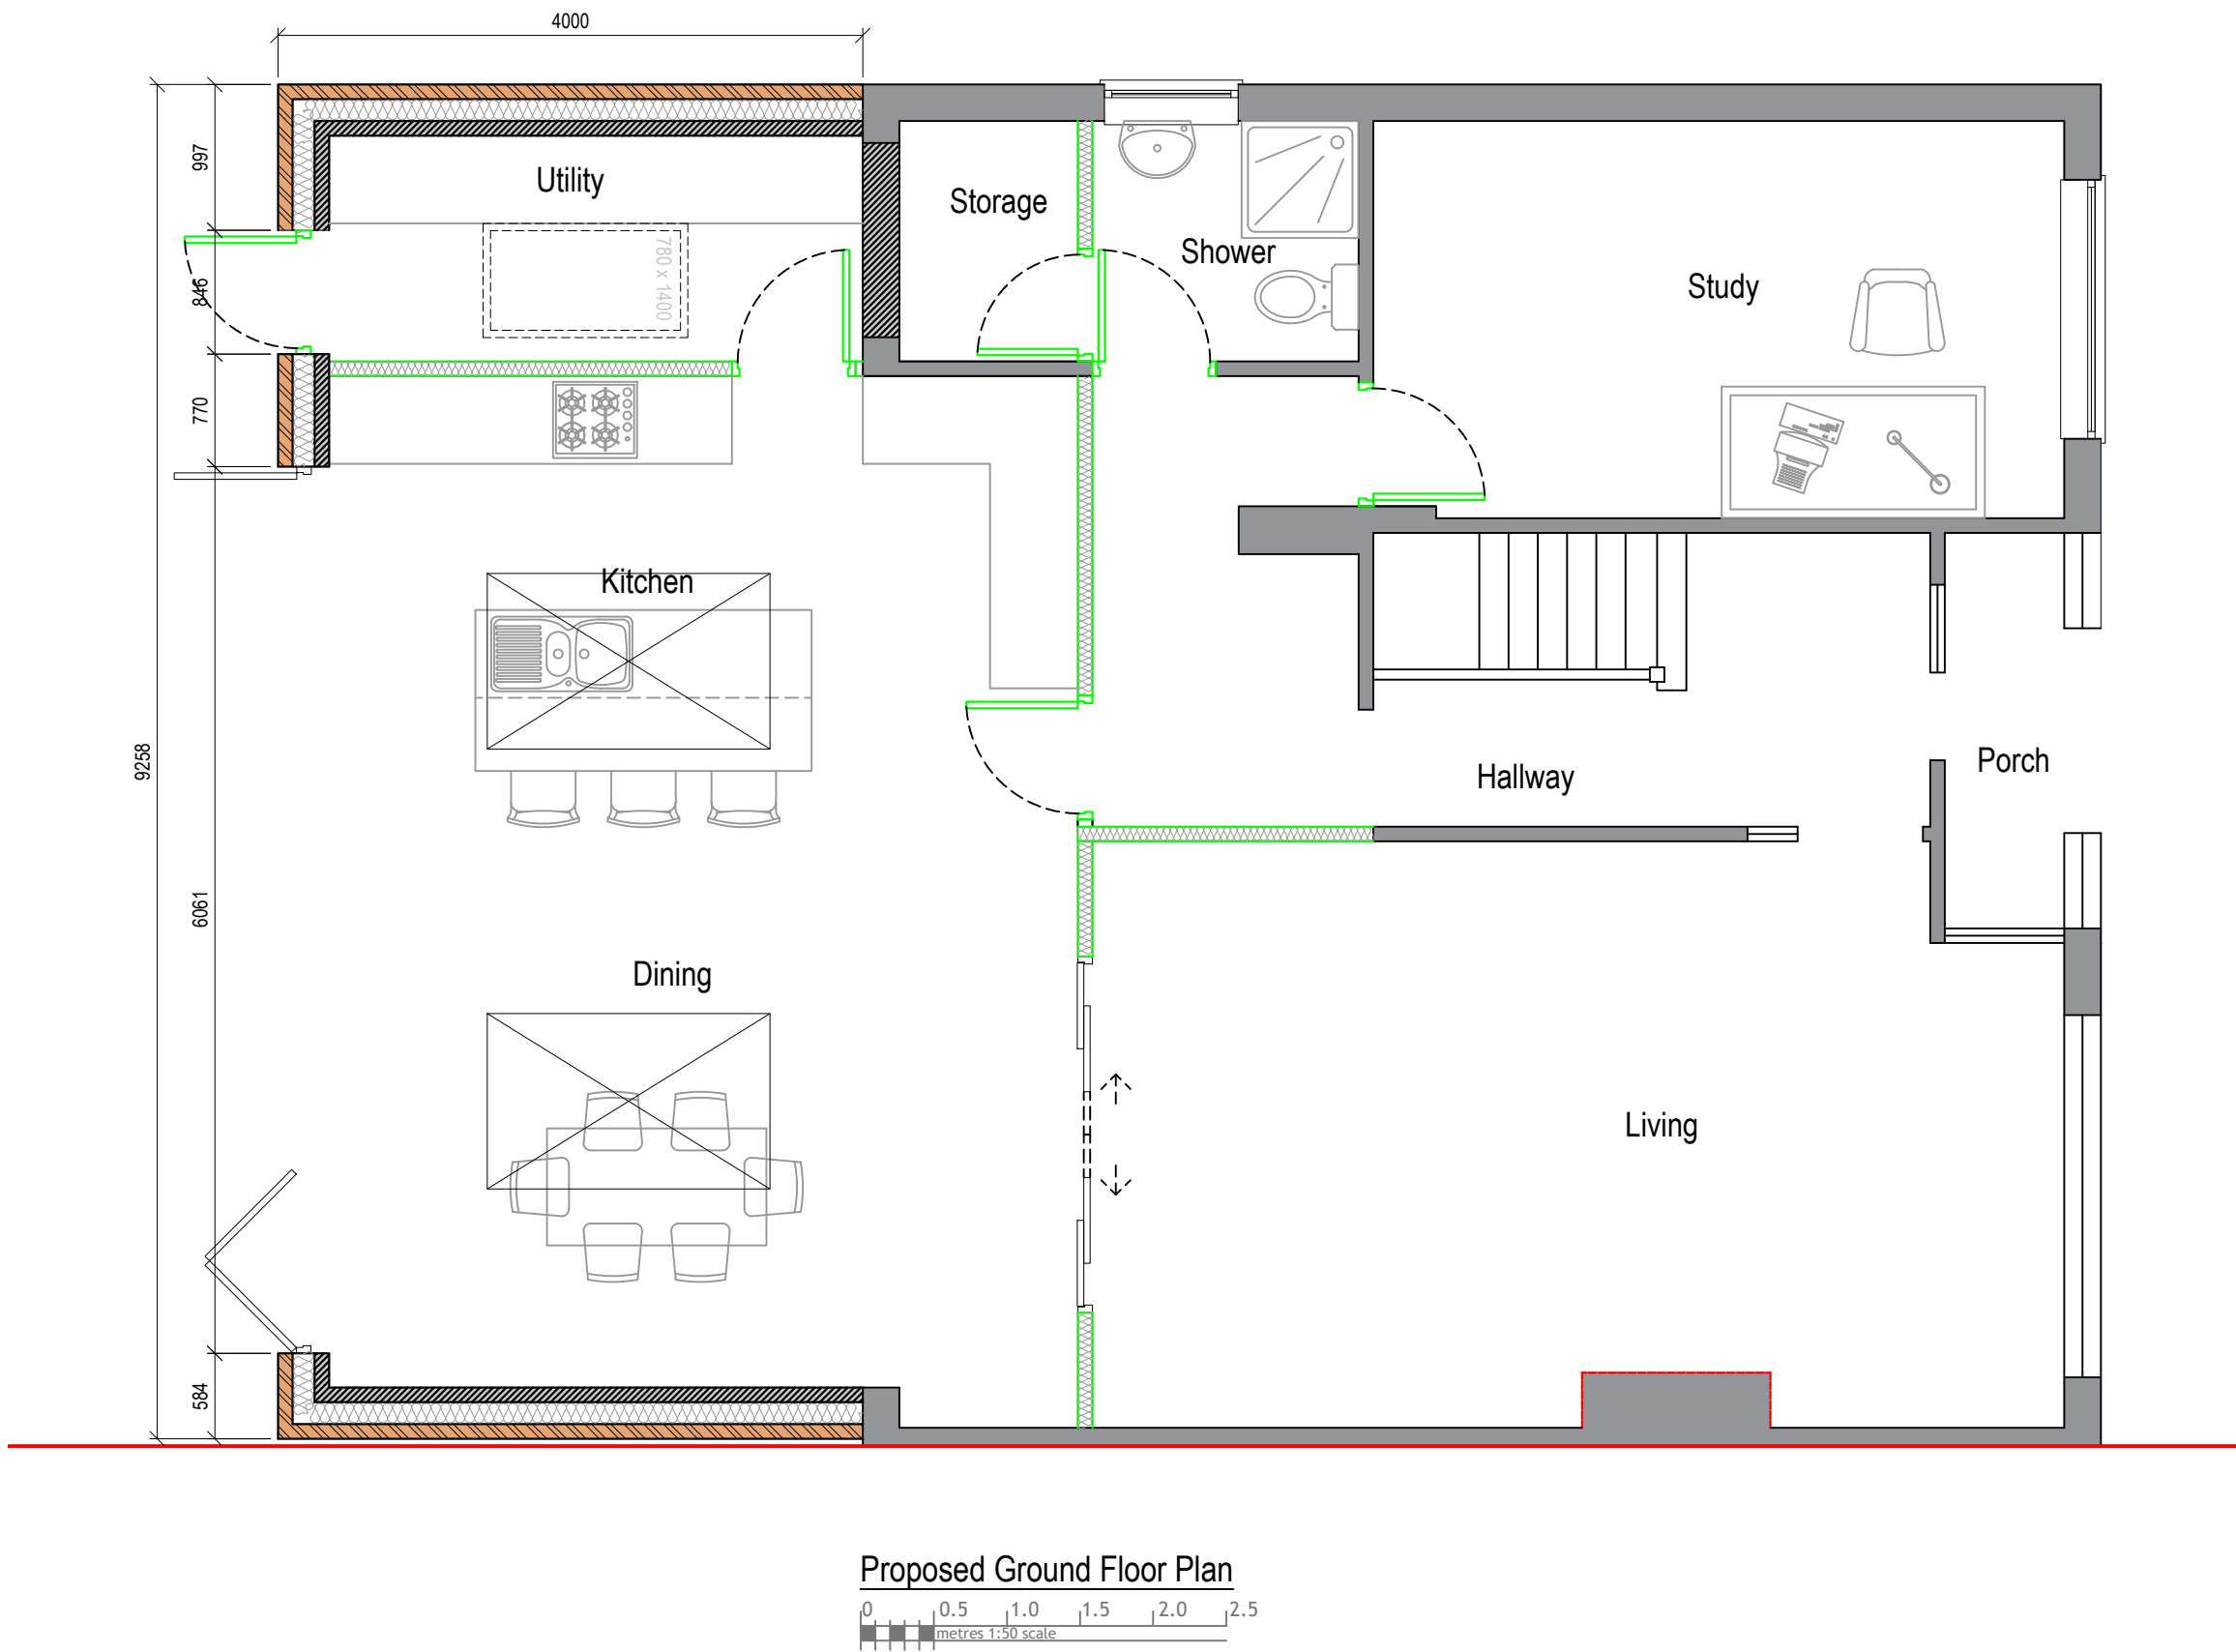 4000
997
Utility
Storage
Shower
780 x 1400
846
Study
770
Kitchen
9258
Porch
Hallway
6061
Dining
Living
584
Proposed Ground Floor Plan
0 0.5 1.0 1.5 2.0 2.5
metres 1:50 scale